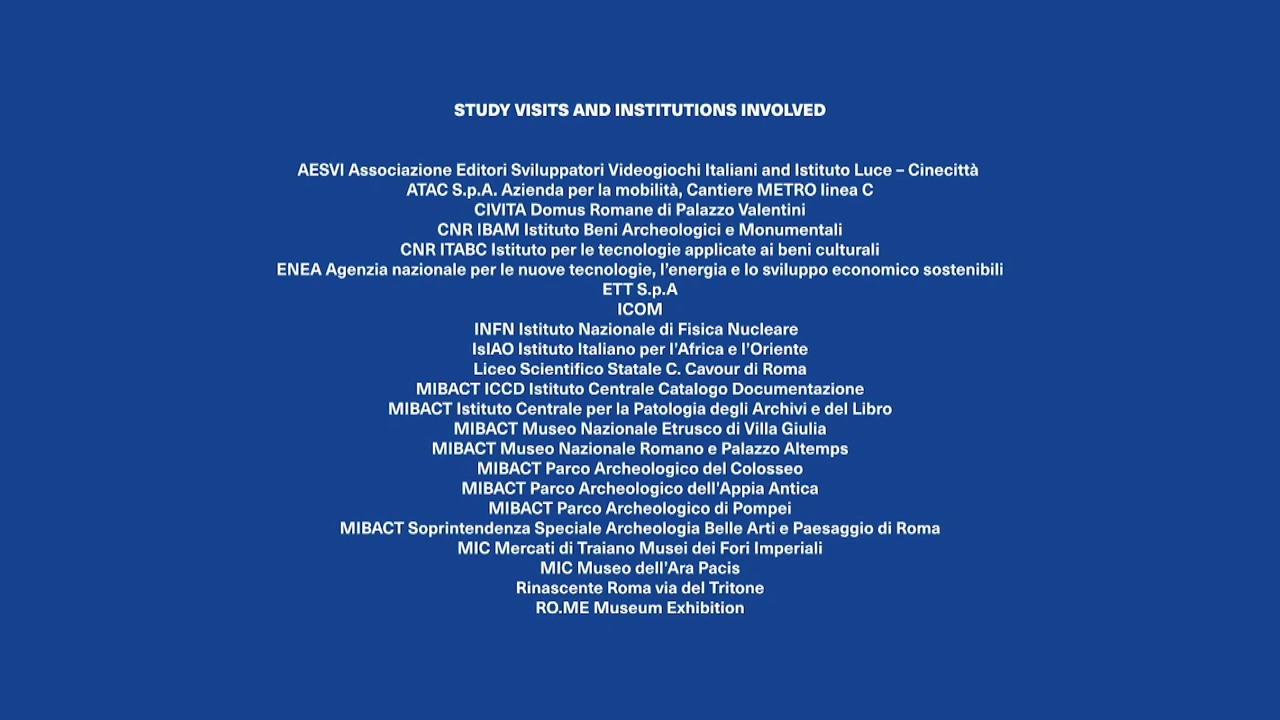 STUDY VISITS AND INSTITUTIONS INVOLVED
AESVI Associazione Editori Sviluppatori Videogiochi Italiani and Istituto Luce – Cinecittà
ATAC S.p.A. Azienda per la mobilità, Cantiere METRO linea C
CIVITA Domus Romane di Palazzo Valentini
CNR IBAM Istituto Beni Archeologici e Monumentali
CNR ITABC Istituto per le tecnologie applicate ai beni culturali
ENEA Agenzia nazionale per le nuove tecnologie, l'energia e lo sviluppo economico sostenibili
ETT S.p.A
ICOM
INFN Istituto Nazionale di Fisica Nucleare
IsIAO Istituto Italiano per l'Africa e l'Oriente
Liceo Scientifico Statale C. Cavour di Roma
MIBACT ICCD Istituto Centrale Catalogo Documentazione
MIBACT Istituto Centrale per la Patologia degli Archivi e del Libro
MIBACT Museo Nazionale Etrusco di Villa Giulia
MIBACT Museo Nazionale Romano e Palazzo Altemps
MIBACT Parco Archeologico del Colosseo
MIBACT Parco Archeologico dell'Appia Antica
MIBACT Parco Archeologico di Pompei
MIBACT Soprintendenza Speciale Archeologia Belle Arti e Paesaggio di Roma
MIC Mercati di Traiano Musei dei Fori Imperiali
MIC Museo dell'Ara Pacis
Rinascente Roma via del Tritone
RO.ME Museum Exhibition